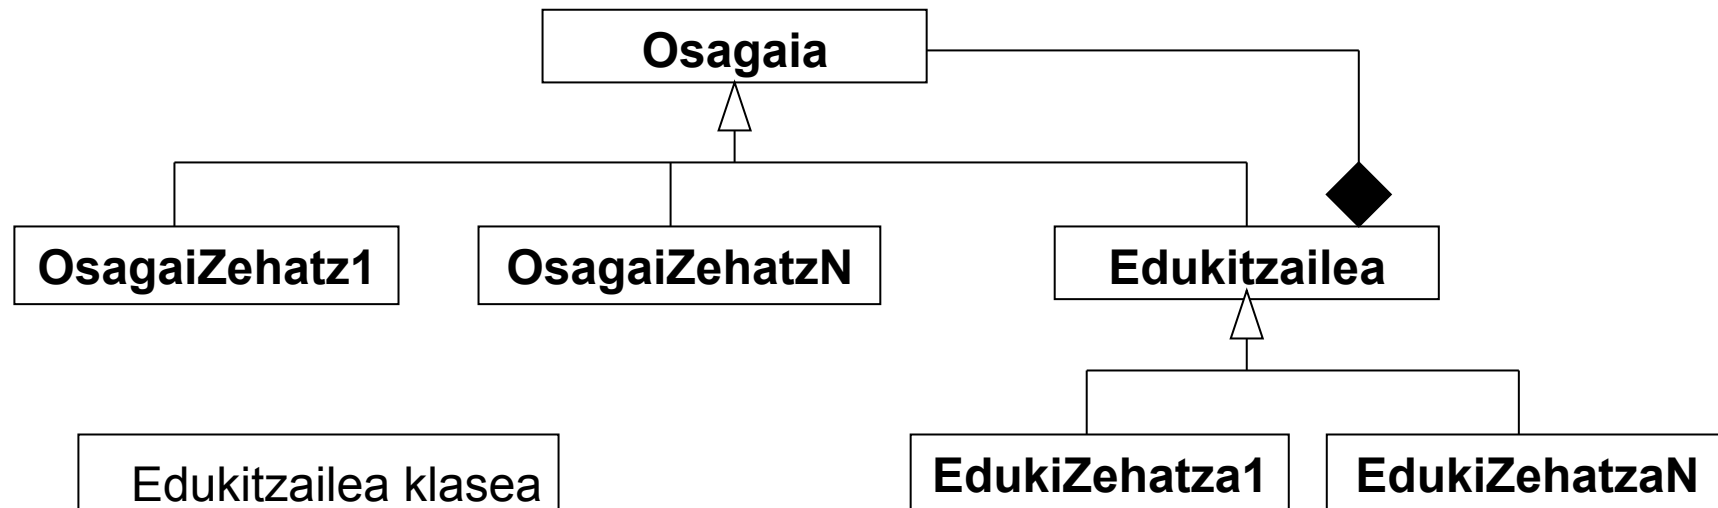 Osagaia
OsagaiZehatz1
OsagaiZehatzN
Edukitzailea
EdukiZehatza1
EdukiZehatzaN
Edukitzailea klasea